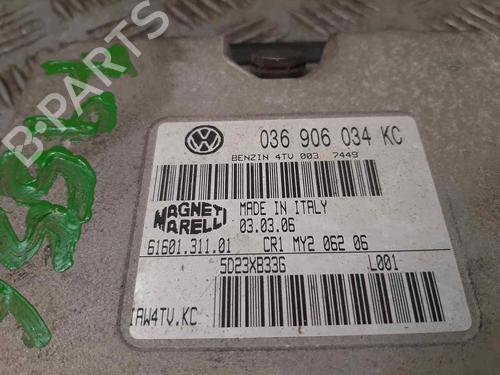 036 906 034 KC
BENZIN 4TV 003 7449
MAGNETI
MARELLI
MADE IN ITALY
03.03.06
61601.311.01 CR1 MY2 062 06
5D23XB33G L001
IAW4TV.KC
B-PARTS